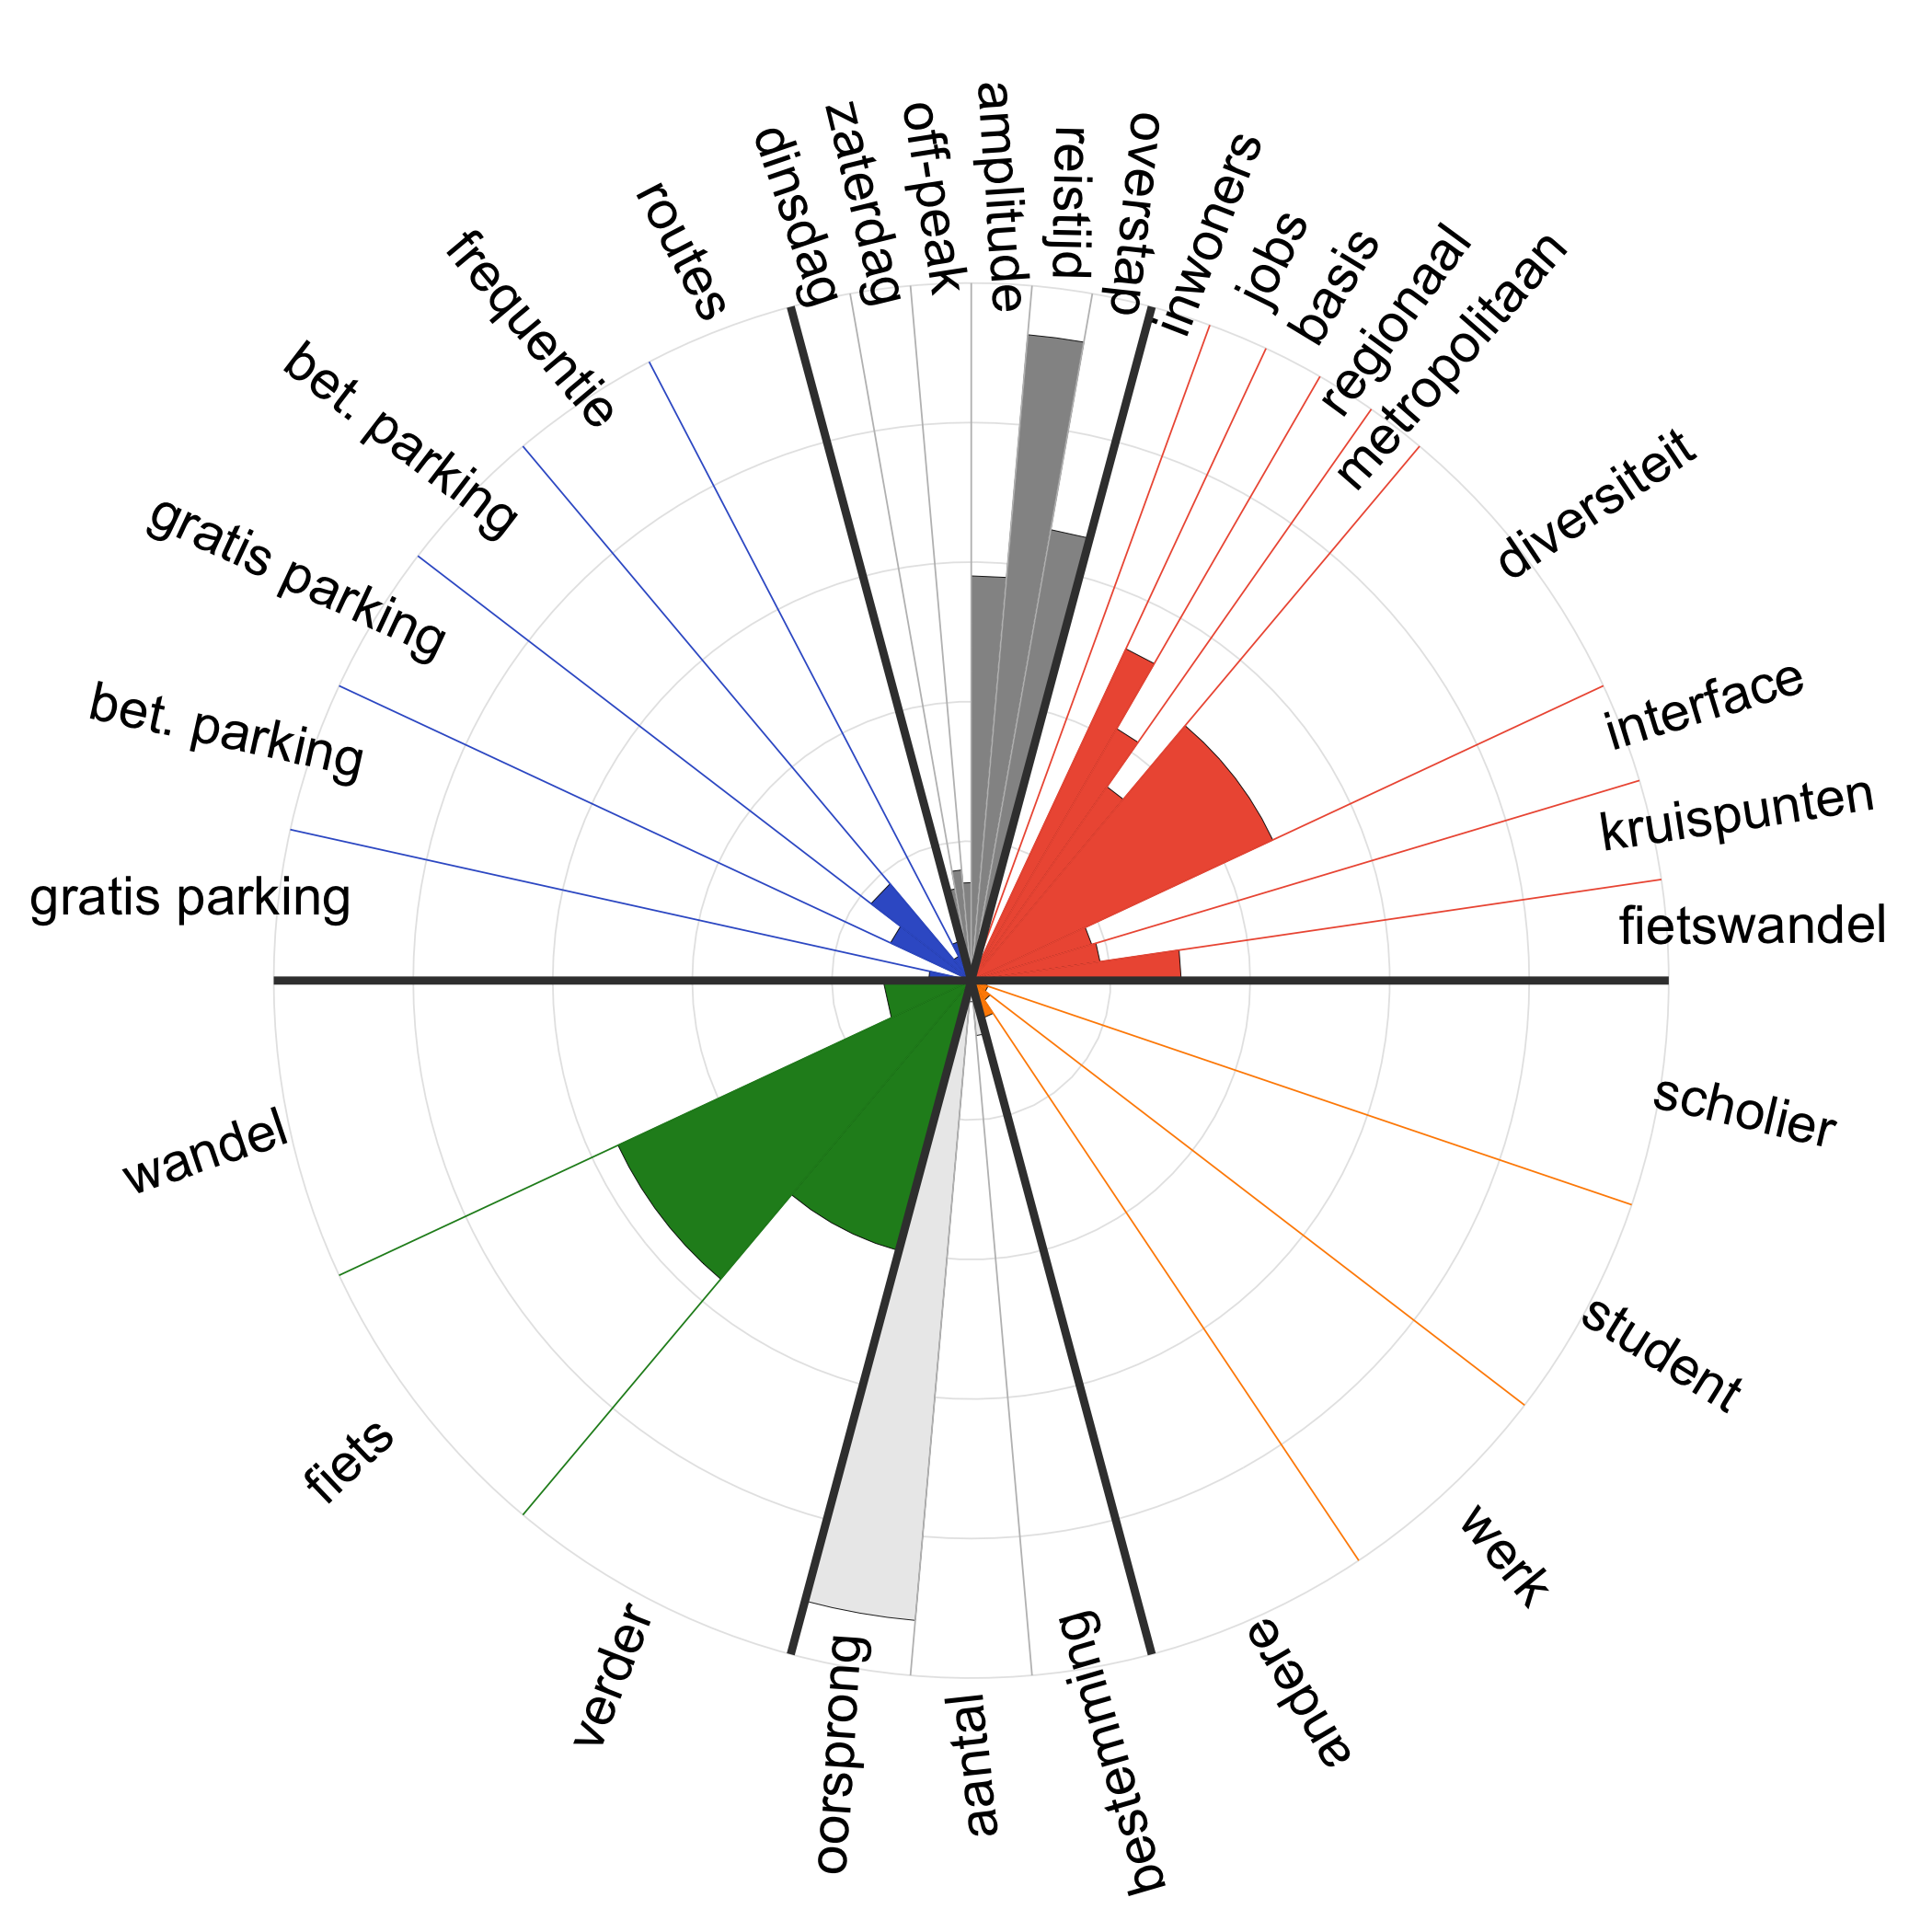 dinsdag
zaterdag
off-peak
amplitude
reistijd
overstap
inwoners
jobs
basis
regionaal
metropolitaan
diversiteit
interface
kruispunten
fietswandel
scholier
student
werk
andere
bestemming
aantal
oorsprong
verder
fiets
wandel
gratis parking
bet. parking
gratis parking
bet. parking
frequentie
routes